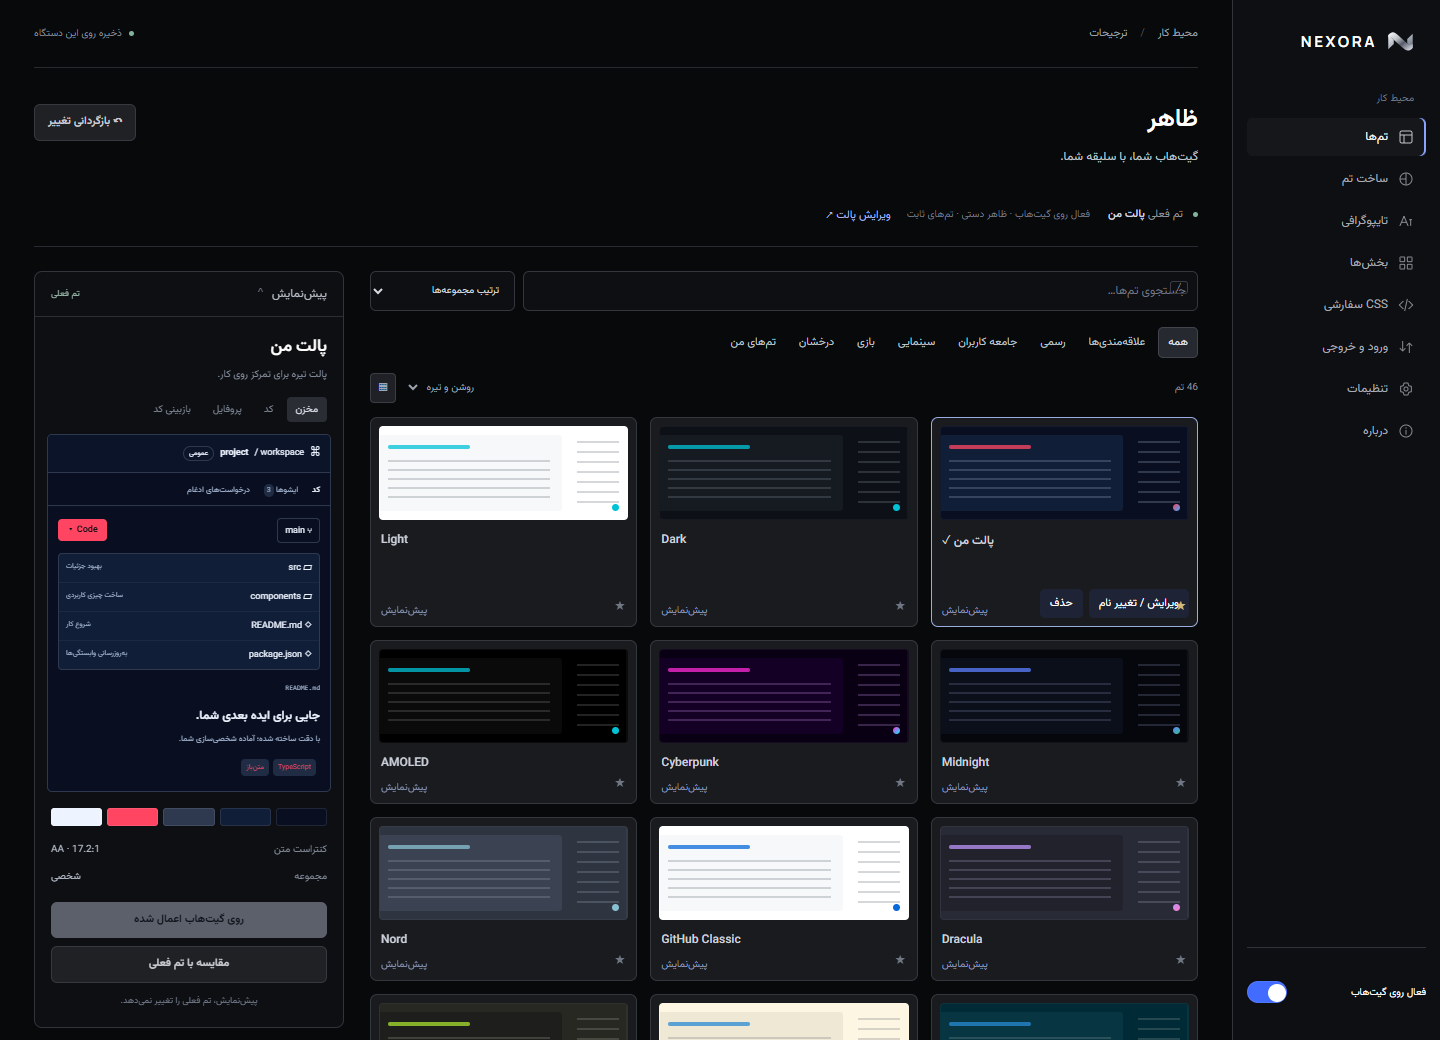 NEXORA
محیط کار
تم‌ها
ساخت تم
تایپوگرافی
بخش‌ها
CSS سفارشی
ورود و خروجی
تنظیمات
درباره
فعال روی گیت‌هاب
محیط کار / ترجیحات
ذخیره روی این دستگاه
ظاهر
گیت‌هاب شما، با سلیقه شما.
بازگردانی تغییر
تم فعلی پالت من فعال روی گیت‌هاب · ظاهر دستی · تم‌های ثابت ویرایش پالت ↗
جستجوی تم‌ها...
/
ترتیب مجموعه‌ها
همه علاقه‌مندی‌ها رسمی جامعه کاربران سینمایی بازی درخشان تم‌های من
46 تم
روشن و تیره
پالت من ✓
ویرایش / تغییر نام
حذف
پیش‌نمایش
Dark
پیش‌نمایش
Light
پیش‌نمایش
Midnight
پیش‌نمایش
Cyberpunk
پیش‌نمایش
AMOLED
پیش‌نمایش
Dracula
پیش‌نمایش
GitHub Classic
پیش‌نمایش
Nord
پیش‌نمایش
پیش‌نمایش ^
تم فعلی
پالت من
پالت تیره برای تمرکز روی کار.
مخزن کد پروفایل بازبینی کد
project / workspace عمومی
کد ایشوها 3 درخواست‌های ادغام
main
Code
src بهبود جزئیات
components ساخت چیزی کاربردی
README.md شروع کار
package.json به‌روزرسانی وابستگی‌ها
README.md
جایی برای ایده بعدی شما.
با دقت ساخته شده؛ آماده شخصی‌سازی شما.
TypeScript متن‌باز
کنتراست متن AA · 17.2:1
مجموعه شخصی
روی گیت‌هاب اعمال شده
مقایسه با تم فعلی
پیش‌نمایش، تم فعلی را تغییر نمی‌دهد.